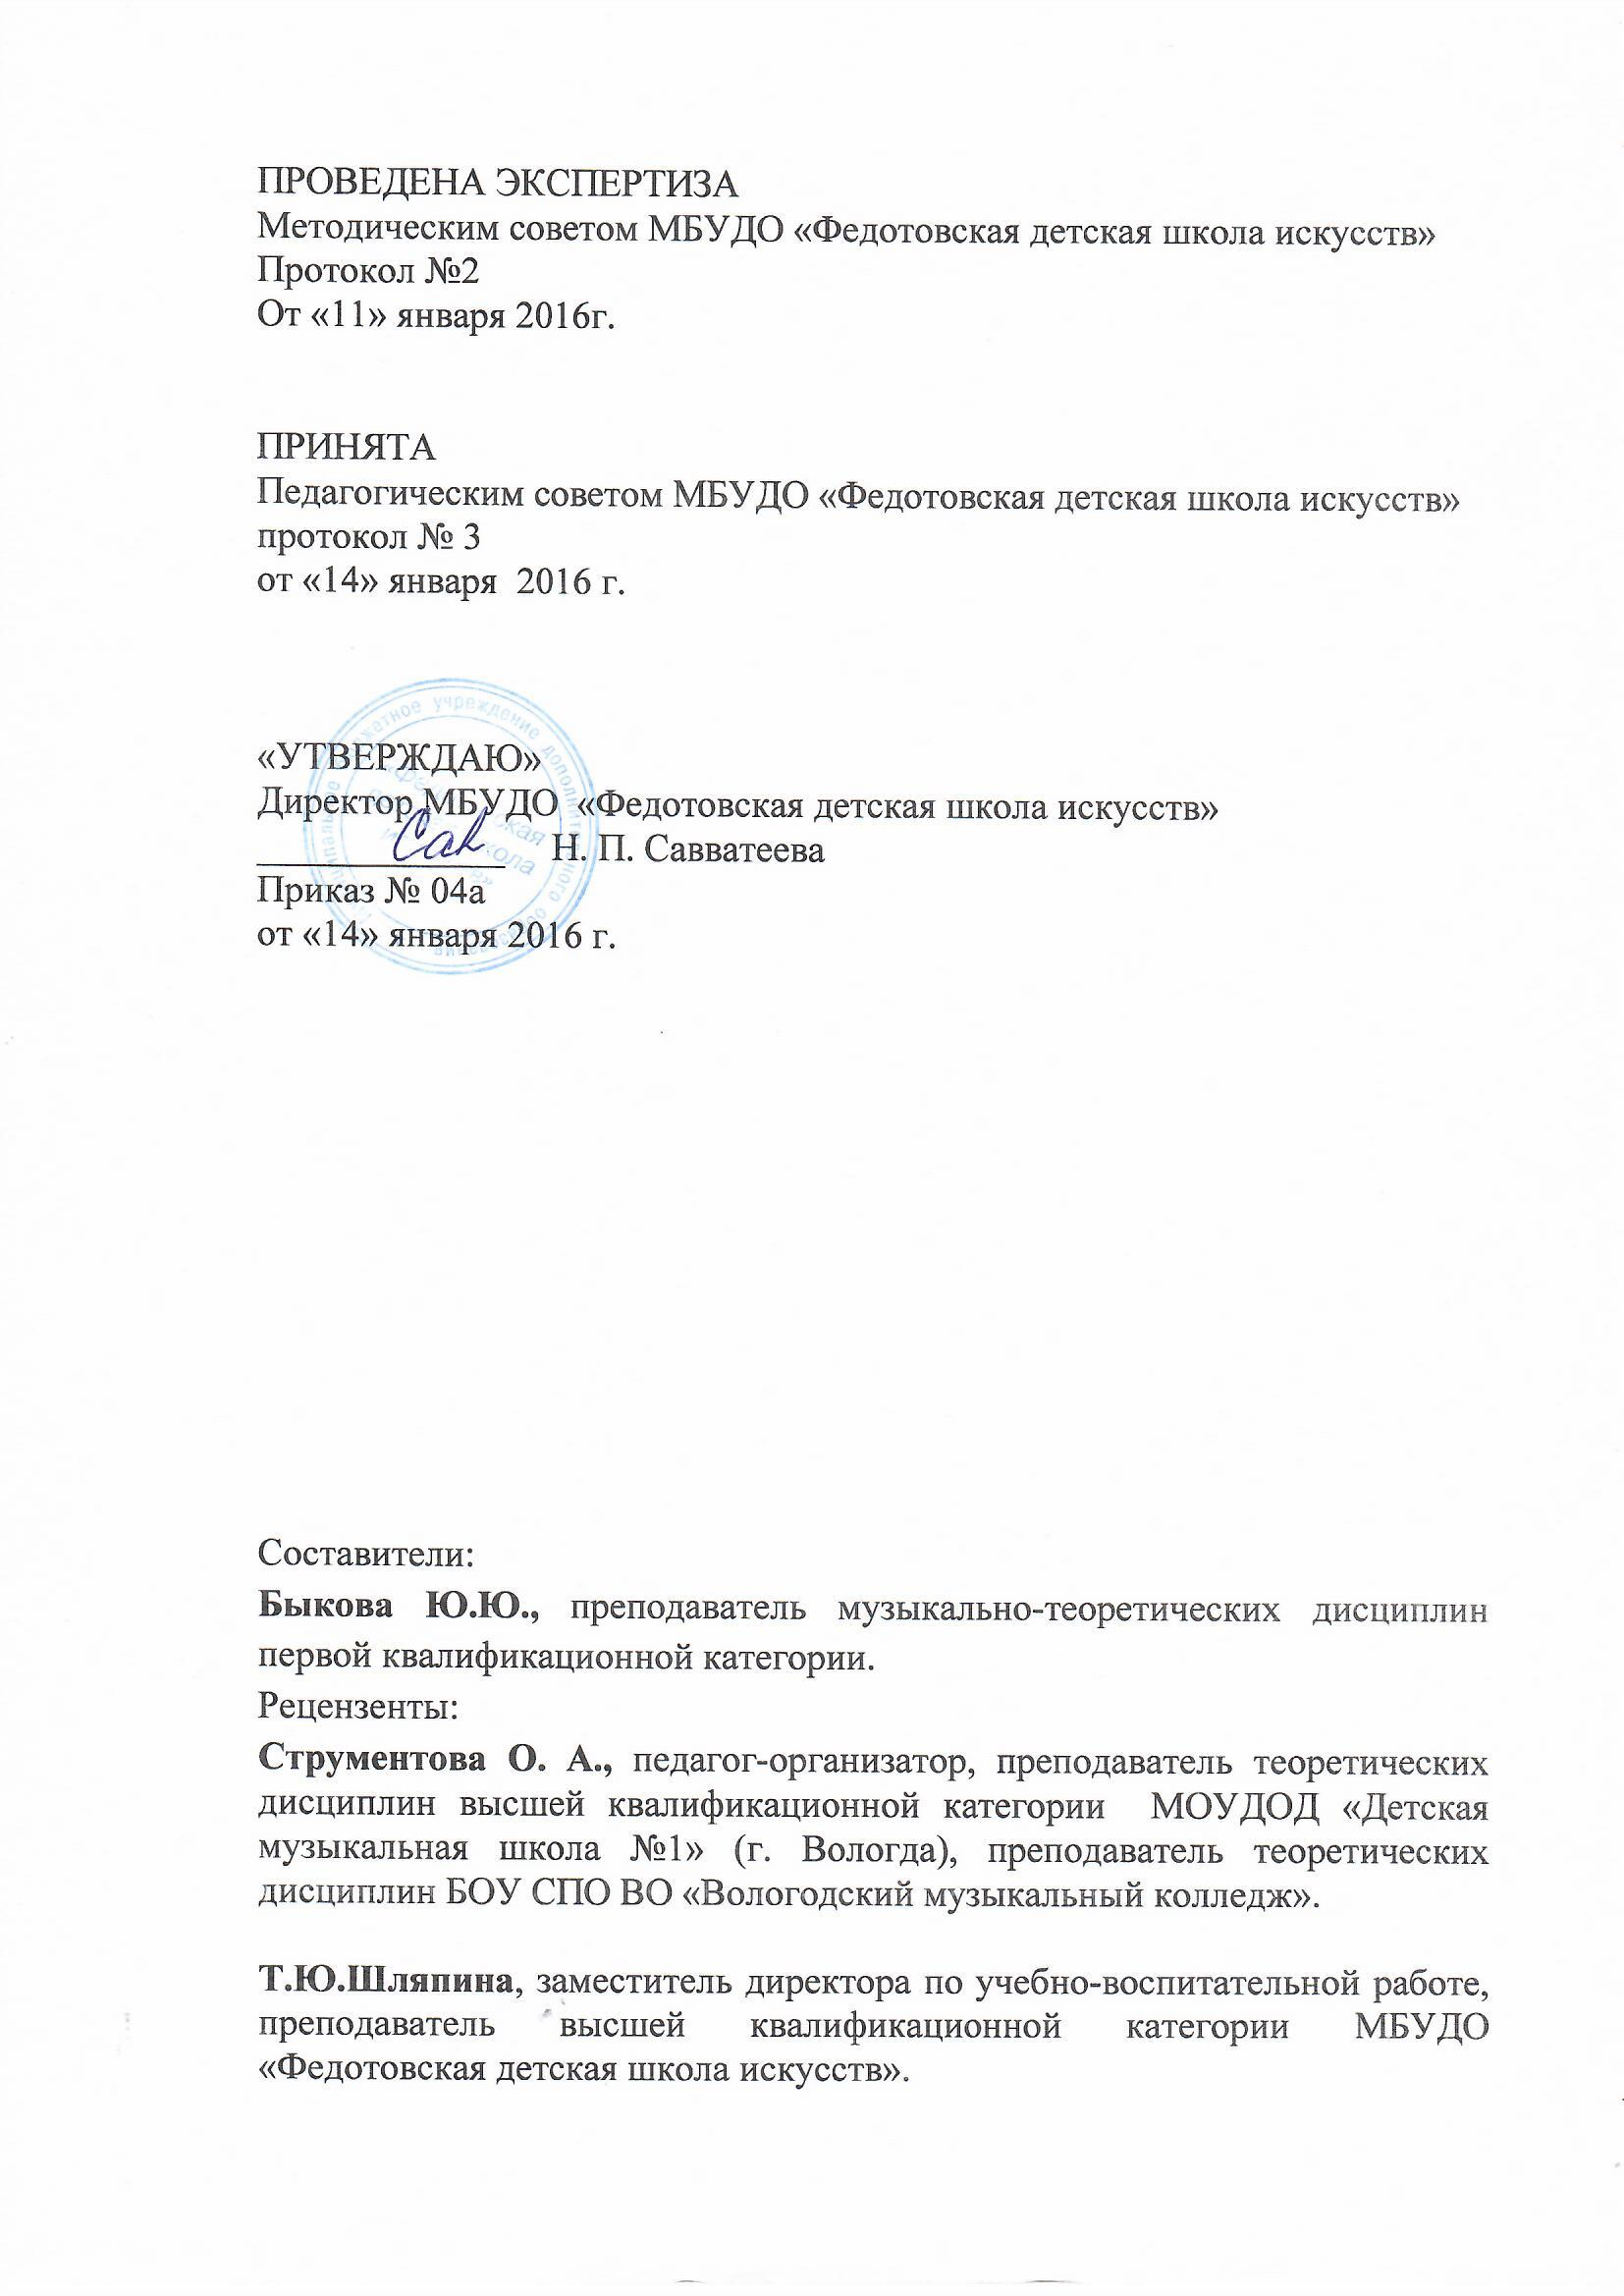 ПРОВЕДЕНА ЭКСПЕРТИЗА
Методическим советом МБУДО «Федотовская детская школа искусств»
Протокол №2
От «11» января 2016г.
ПРИНЯТА
Педагогическим советом МБУДО «Федотовская детская школа искусств»
протокол № 3
от «14» января 2016 г.
учреждение
«УТВЕРЖДАЮ»
Директор МБУДО «Федотовская детская школа искусств»
Н. П. Савватеева
Приказ № 04а
от «14» января 2016 г.
Составители:
Быкова Ю.Ю., преподаватель музыкально-теоретических дисциплин
первой квалификационной категории.
Рецензенты:
Струментова О. А., педагог-организатор, преподаватель теоретических
дисциплин высшей квалификационной категории МОУДОД «Детская
музыкальная школа №1» (г. Вологда), преподаватель теоретических
дисциплин БОУ СПО ВО «Вологодский музыкальный колледж».
Т.Ю.Шляпина, заместитель директора по учебно-воспитательной работе,
преподаватель высшей квалификационной категории МБУДО
«Федотовская детская школа искусств».